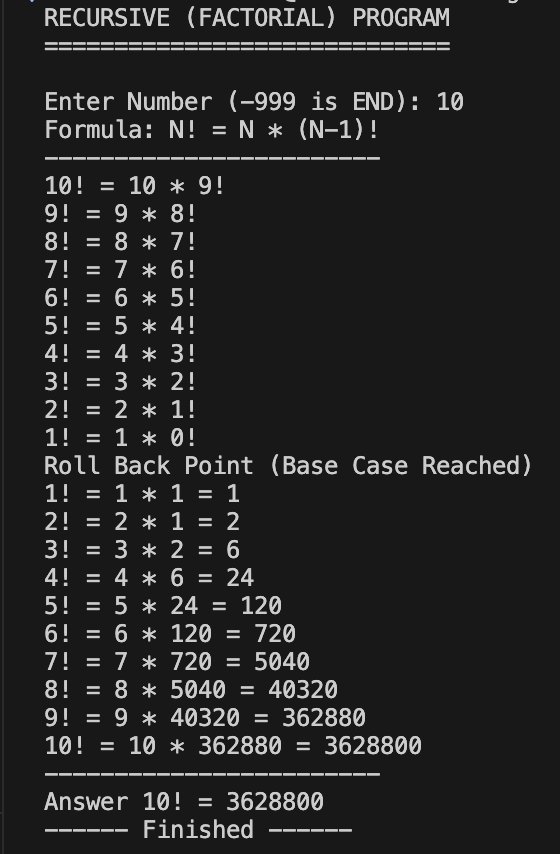 RECURSIVE (FACTORIAL) PROGRAM
=============================
Enter Number (-999 is END): 10
Formula: N! = N * (N-1)!
------------------------
10! = 10 * 9!
9! = 9 * 8!
8! = 8 * 7!
7! = 7 * 6!
6! = 6 * 5!
5! = 5 * 4!
4! = 4 * 3!
3! = 3 * 2!
2! = 2 * 1!
1! = 1 * 0!
Roll Back Point (Base Case Reached)
1! = 1 * 1 = 1
2! = 2 * 1 = 2
3! = 3 * 2 = 6
4! = 4 * 6 = 24
5! = 5 * 24 = 120
6! = 6 * 120 = 720
7! = 7 * 720 = 5040
8! = 8 * 5040 = 40320
9! = 9 * 40320 = 362880
10! = 10 * 362880 = 3628800
------------------------
Answer 10! = 3628800
------ Finished ------